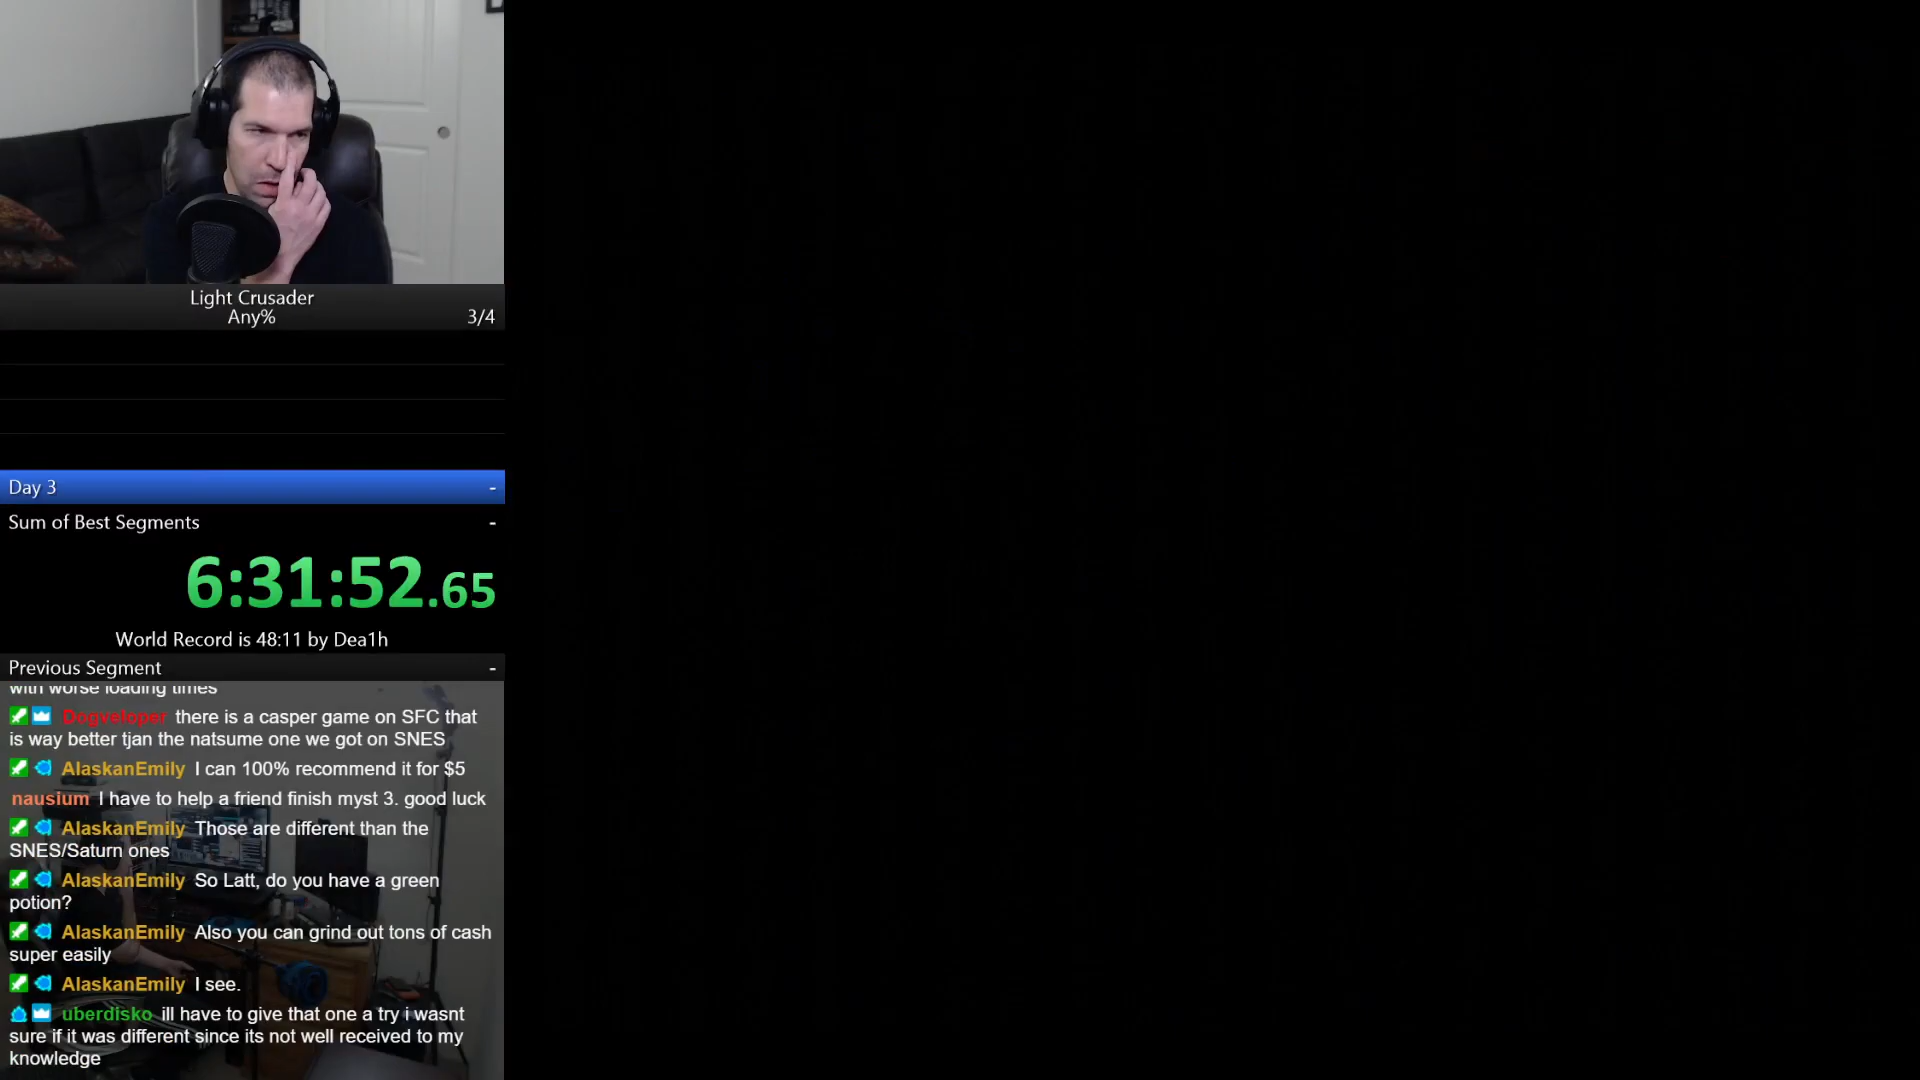 Light Crusader
Any%
3/4
Day 3 -
Sum of Best Segments -
6:31:52.65
World Record is 48:11 by Dea1h
Previous Segment -
with worse loading times
Dogveloper there is a casper game on SFC that
is way better tjan the natsume one we got on SNES
AlaskanEmily I can 100% recommend it for $5
nausium I have to help a friend finish myst 3. good luck
AlaskanEmily Those are different than the
SNES/Saturn ones
AlaskanEmily So Latt, do you have a green
potion?
AlaskanEmily Also you can grind out tons of cash
super easily
AlaskanEmily I see.
uberdisko ill have to give that one a try i wasnt
sure if it was different since its not well received to my
knowledge